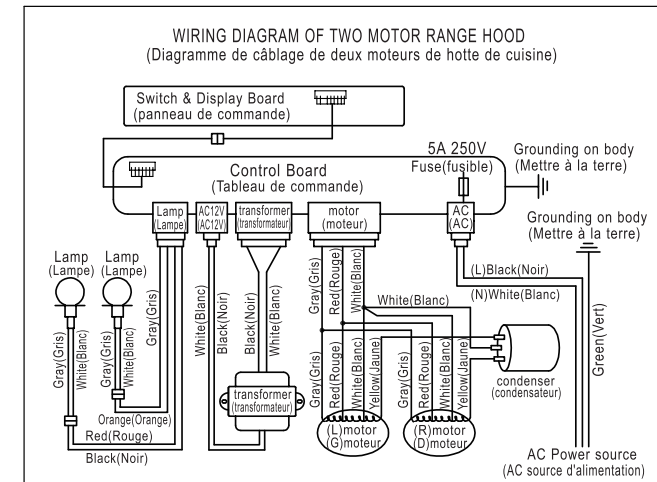 WIRING DIAGRAM OF TWO MOTOR RANGE HOOD
(Diagramme de câblage de deux moteurs de hotte de cuisine)
Switch & Display Board
(panneau de commande)
5A 250V
Fuse(fusible)
Control Board
(Tableau de commande)
Grounding on body
(Mettre à la terre)
Lamp
(Lampe)
AC12V
(AC12V)
transformer
(transformateur)
motor
(moteur)
AC
(AC)
Grounding on body
(Mettre à la terre)
Lamp
(Lampe)
Lamp
(Lampe)
(L)Black(Noir)
(N)White(Blanc)
White(Blanc)
Gray(Gris)
White(Blanc)
Gray(Gris)
White(Blanc)
Gray(Gris)
White(Blanc)
Black(Noir)
Black(Noir)
White(Blanc)
Gray(Gris)
Red(Rouge)
White(Blanc)
Gray(Gris)
Red(Rouge)
White(Blanc)
Yellow(Jaune)
Gray(Gris)
Red(Rouge)
White(Blanc)
Yellow(Jaune)
Green(Vert)
condenser
(condensateur)
transformer
(transformateur)
Orange(Orange)
Red(Rouge)
Black(Noir)
(L)motor
(G)moteur
(R)motor
(D)moteur
AC Power source
(AC source d'alimentation)